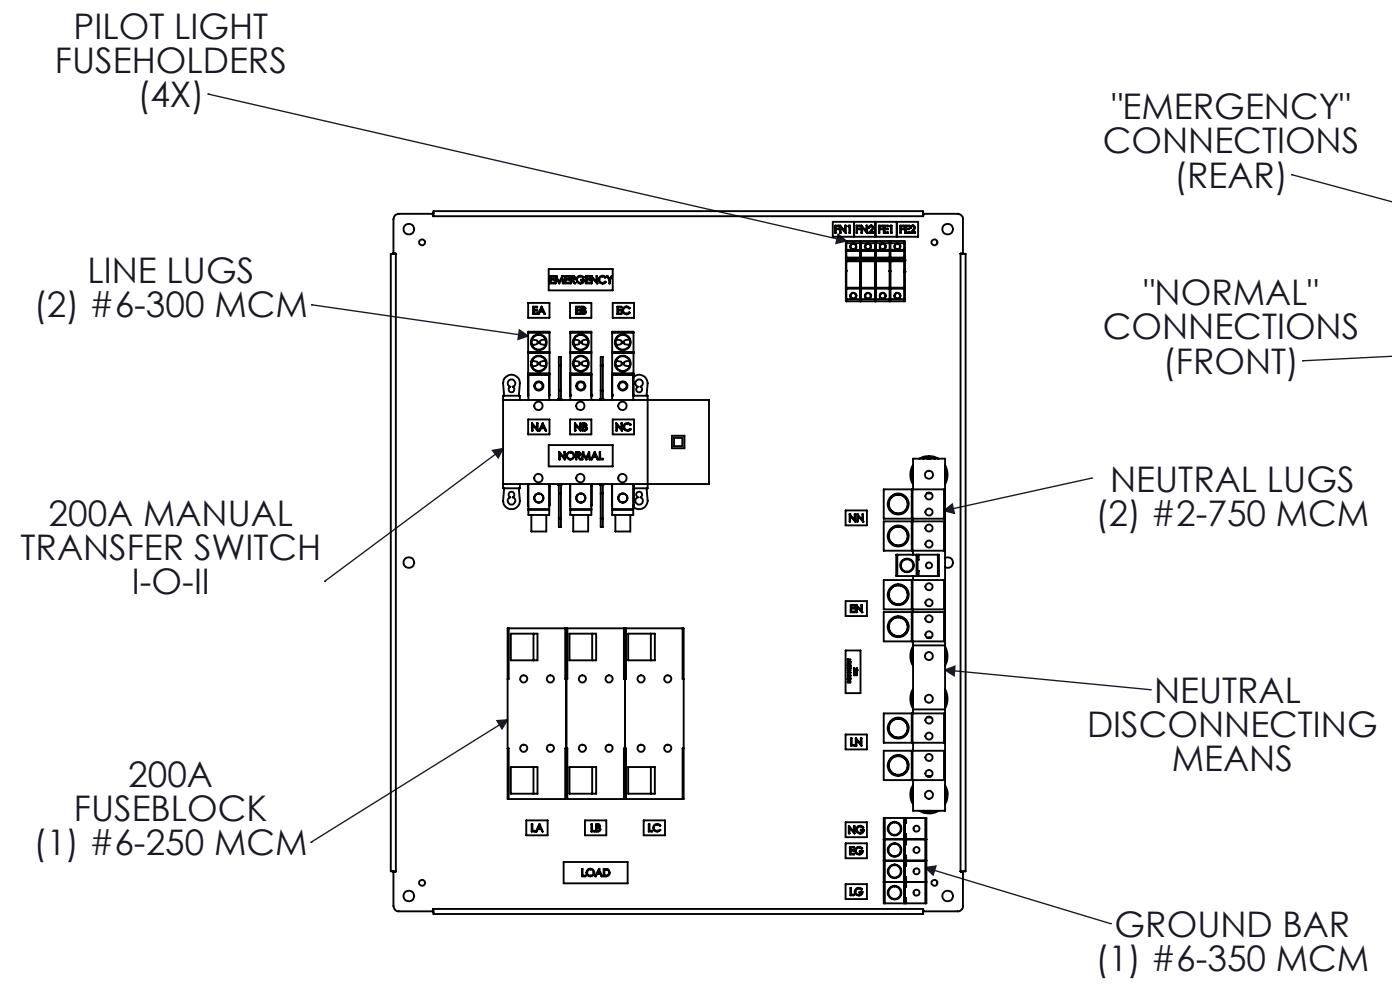 PILOT LIGHT
FUSEHOLDERS
(4X)
"EMERGENCY"
CONNECTIONS
(REAR)
LINE LUGS
(2) #6-300 MCM
"NORMAL"
CONNECTIONS
(FRONT)
200A MANUAL
TRANSFER SWITCH
I-O-II
NEUTRAL LUGS
(2) #2-750 MCM
NEUTRAL
DISCONNECTING
MEANS
200A
FUSEBLOCK
(1) #6-250 MCM
GROUND BAR
(1) #6-350 MCM
FN1 FN2 FE1 FE2
EMERGENCY
EA EB EC
NA NB NC
NORMAL
NN
EN
LN
LA LB LC
LOAD
NG
EG
LG